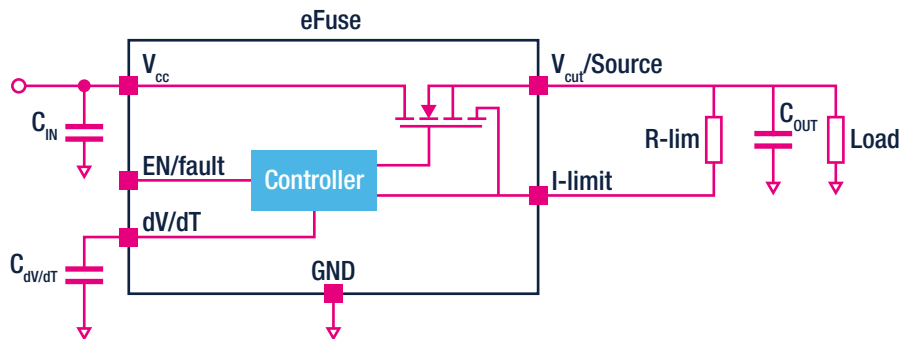 eFuse
Vcc
Vcut/Source
CIN
R-lim
COUT
Load
EN/fault
Controller
I-limit
dV/dT
CdV/dT
GND